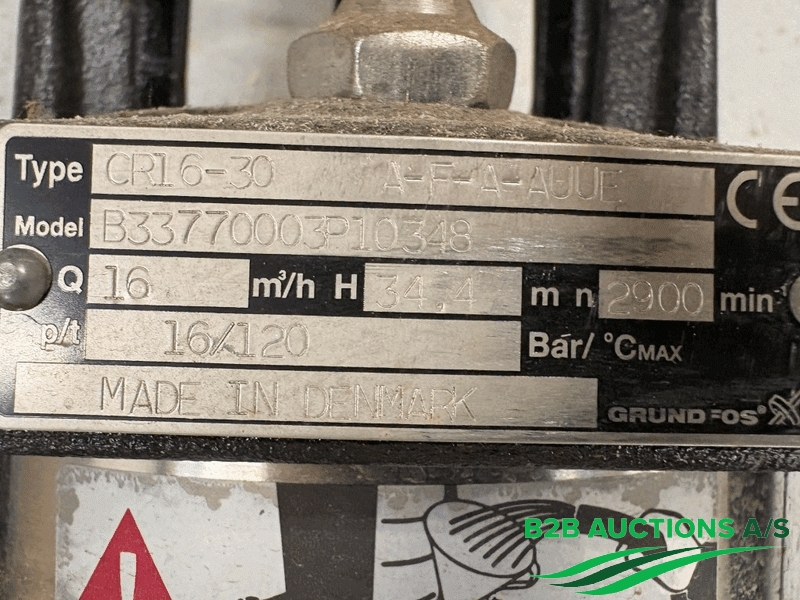 Type CR16-30 A-F-A-AUUE CE
Model B33770003P10348
Q 16 m³/h H 34.4 m n 2900 min
p/t 16/120 Bar/°CMAX
MADE IN DENMARK GRUNDFOS
B2B AUCTIONS A/S